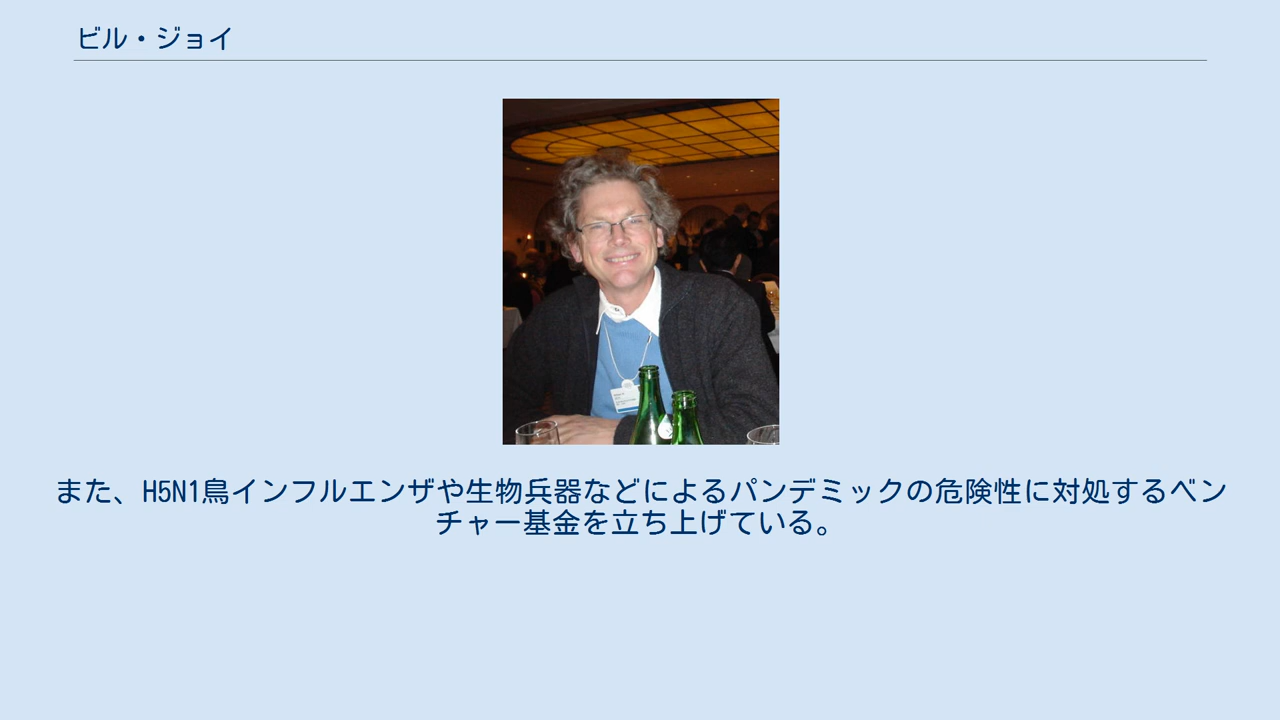 ビル・ジョイ
また、H5N1鳥インフルエンザや生物兵器などによるパンデミックの危険性に対処するベン
チャー基金を立ち上げている。